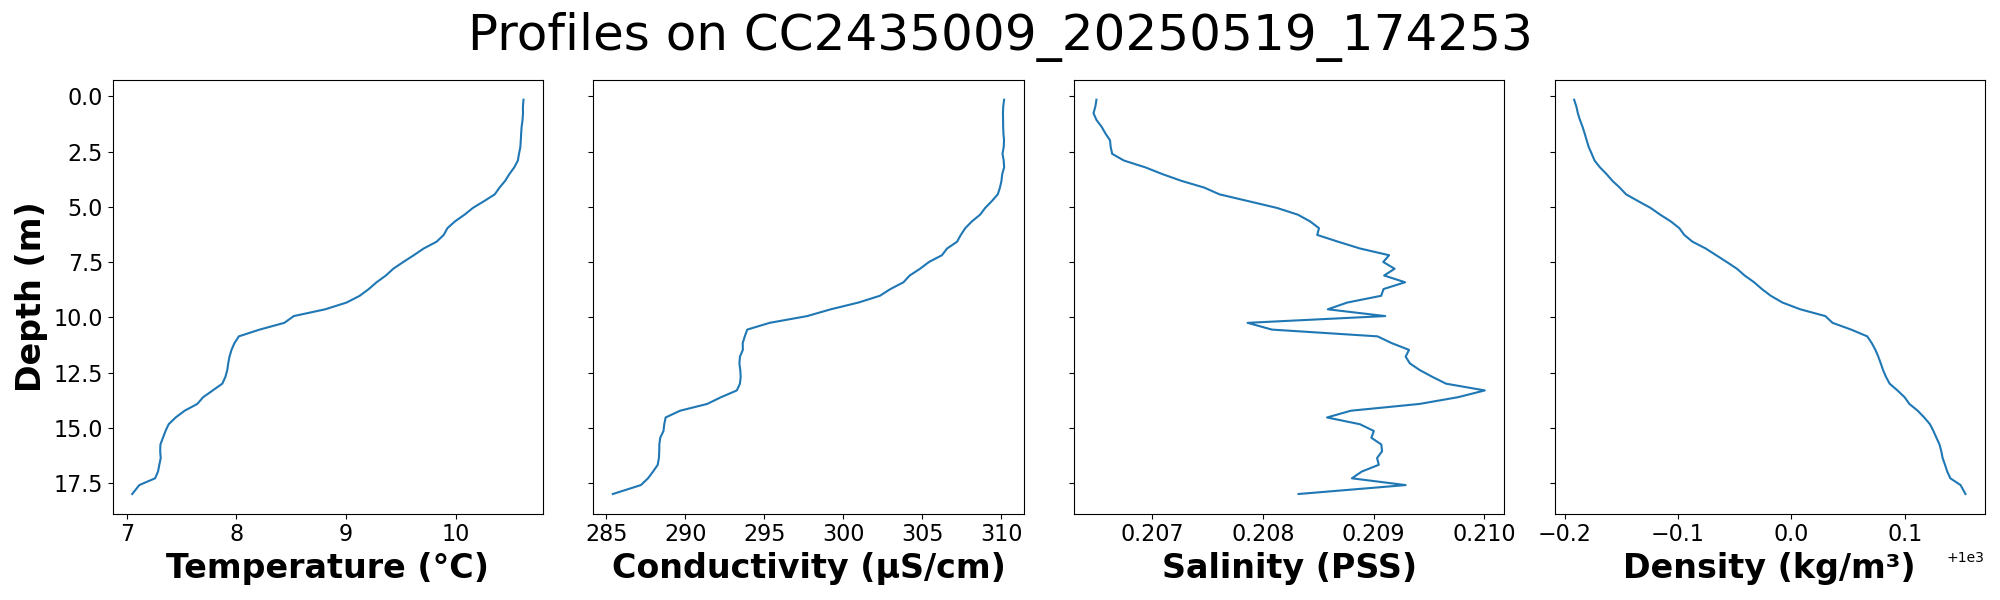 Profiles on CC2435009_20250519_174253
Depth (m)
0.0
2.5
5.0
7.5
10.0
12.5
15.0
17.5
7 8 9 10
Temperature (°C)
285 290 295 300 305 310
Conductivity (µS/cm)
0.207 0.208 0.209 0.210
Salinity (PSS)
−0.2 −0.1 0.0 0.1
+1e3
Density (kg/m³)